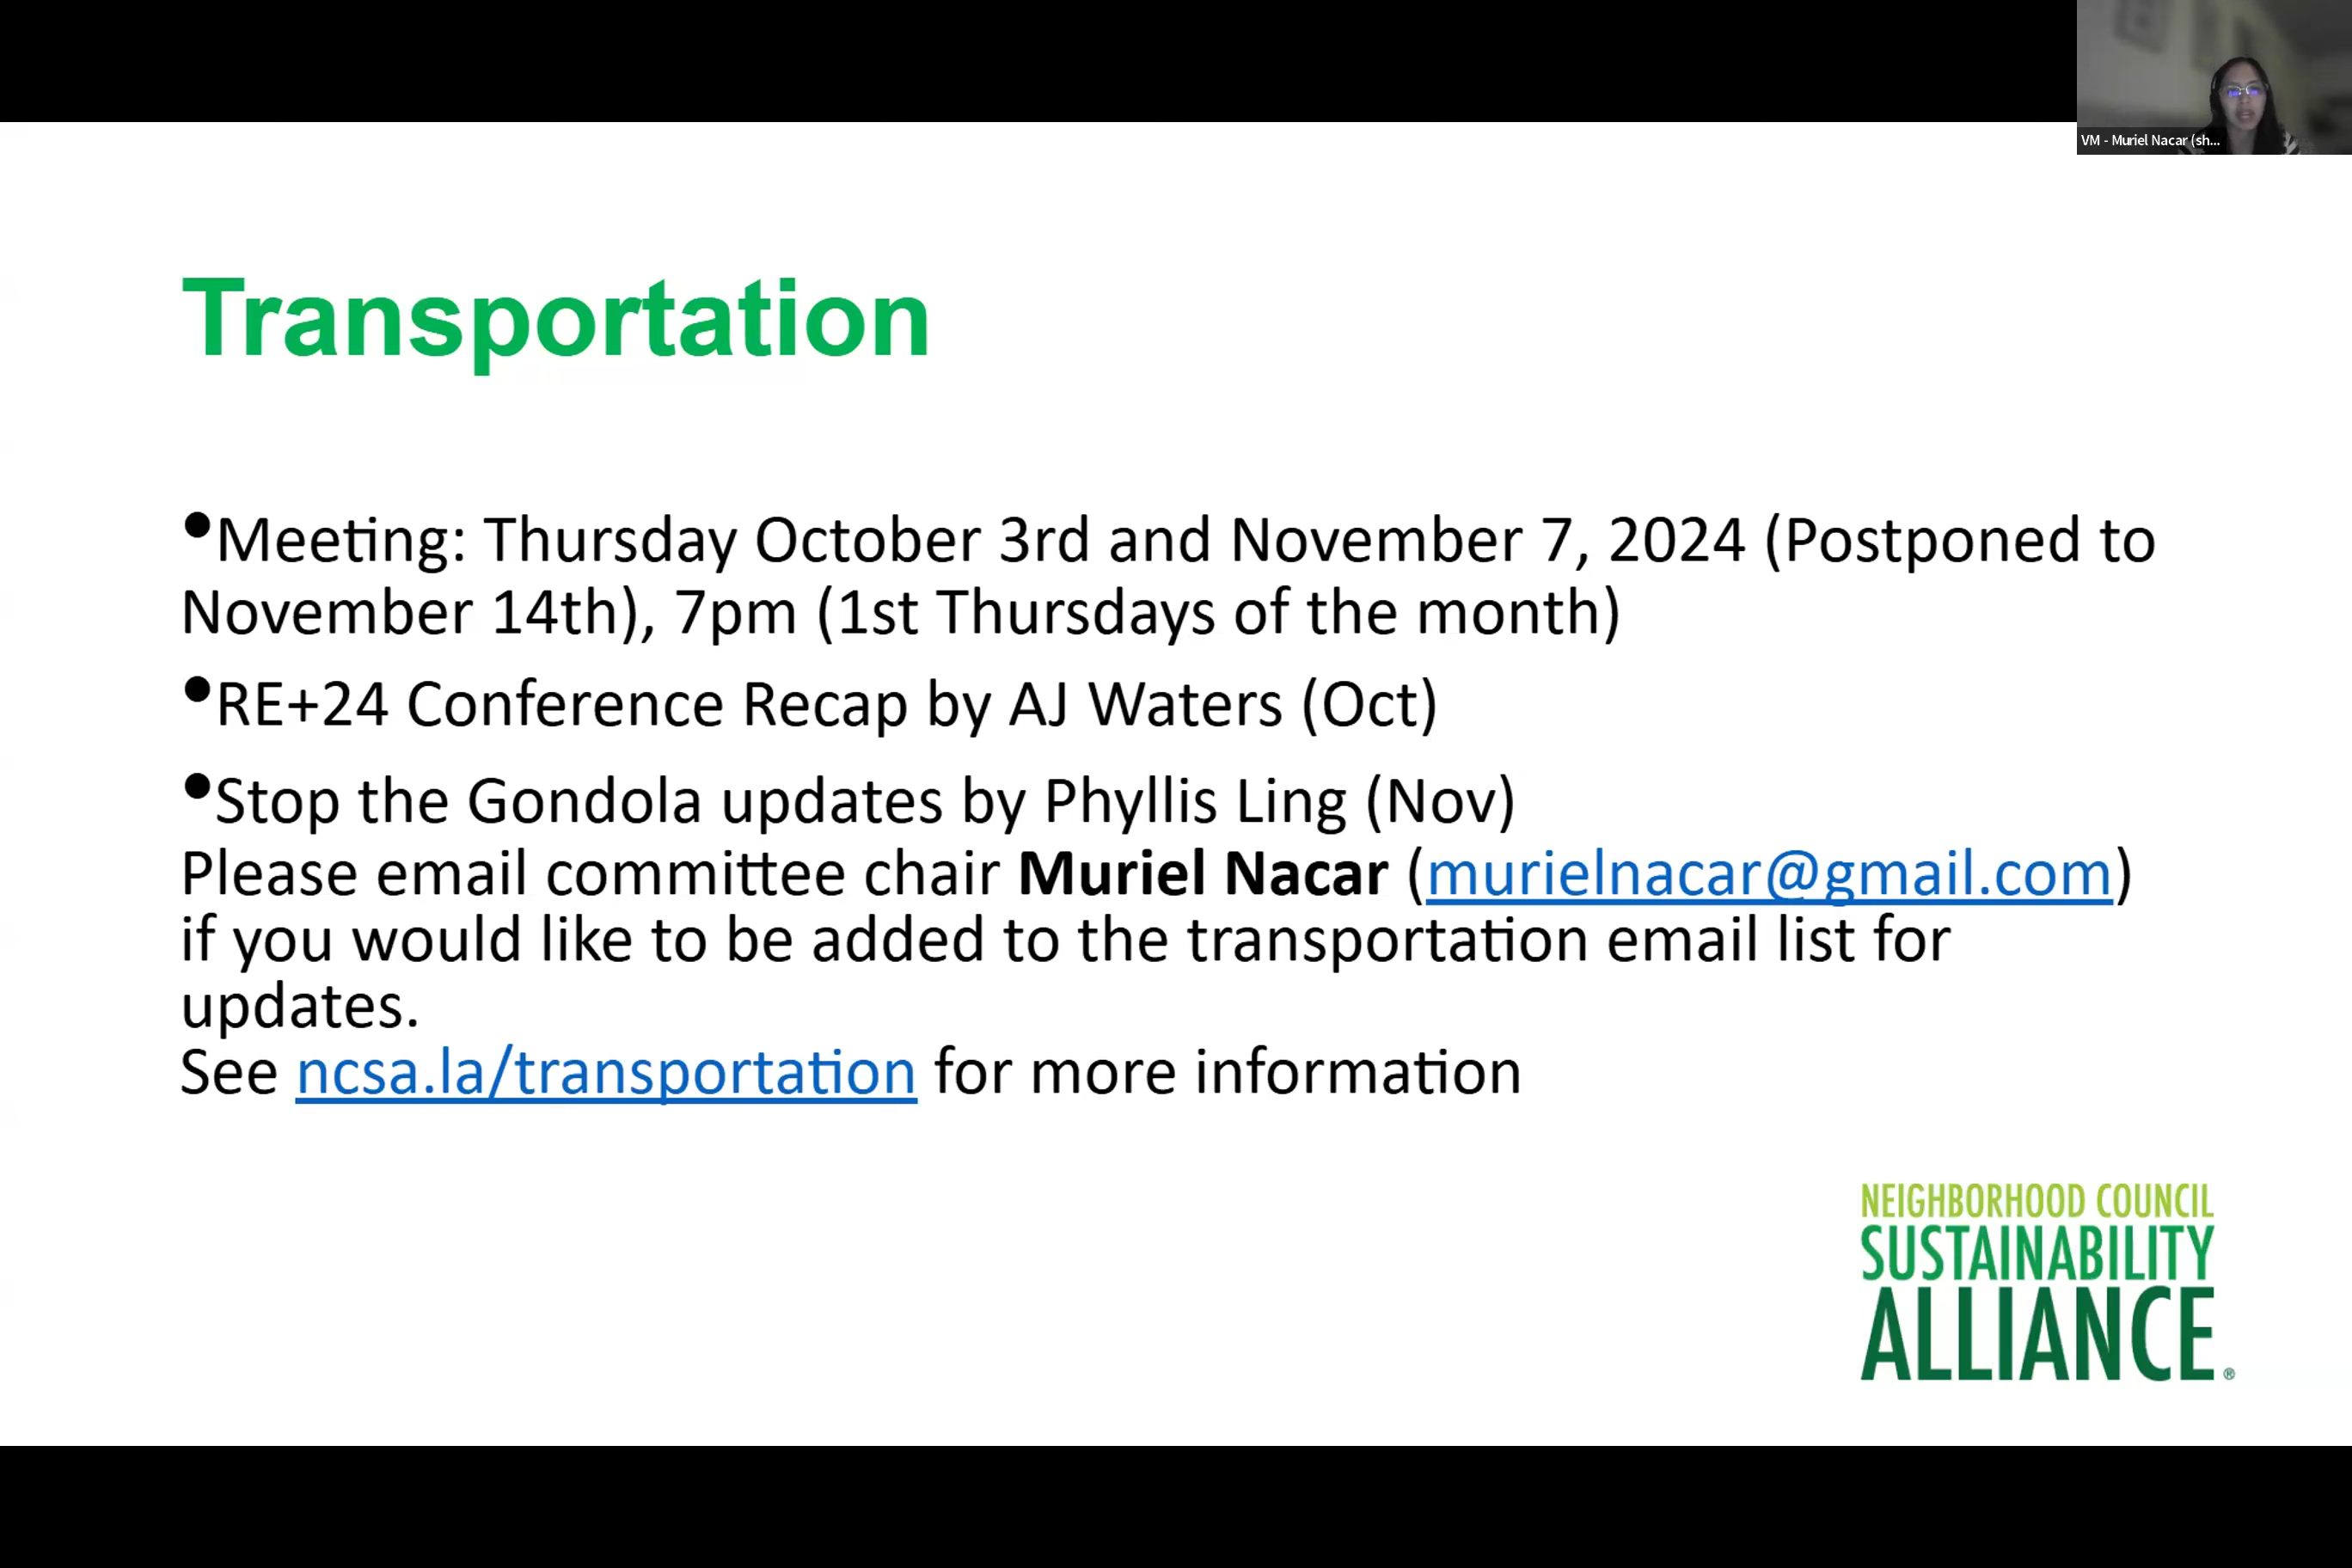 VM - Muriel Nacar (sh...
Transportation
•Meeting: Thursday October 3rd and November 7, 2024 (Postponed to
November 14th), 7pm (1st Thursdays of the month)
•RE+24 Conference Recap by AJ Waters (Oct)
•Stop the Gondola updates by Phyllis Ling (Nov)
Please email committee chair Muriel Nacar (murielnacar@gmail.com)
if you would like to be added to the transportation email list for
updates.
See ncsa.la/transportation for more information
NEIGHBORHOOD COUNCIL
SUSTAINABILITY
ALLIANCE®